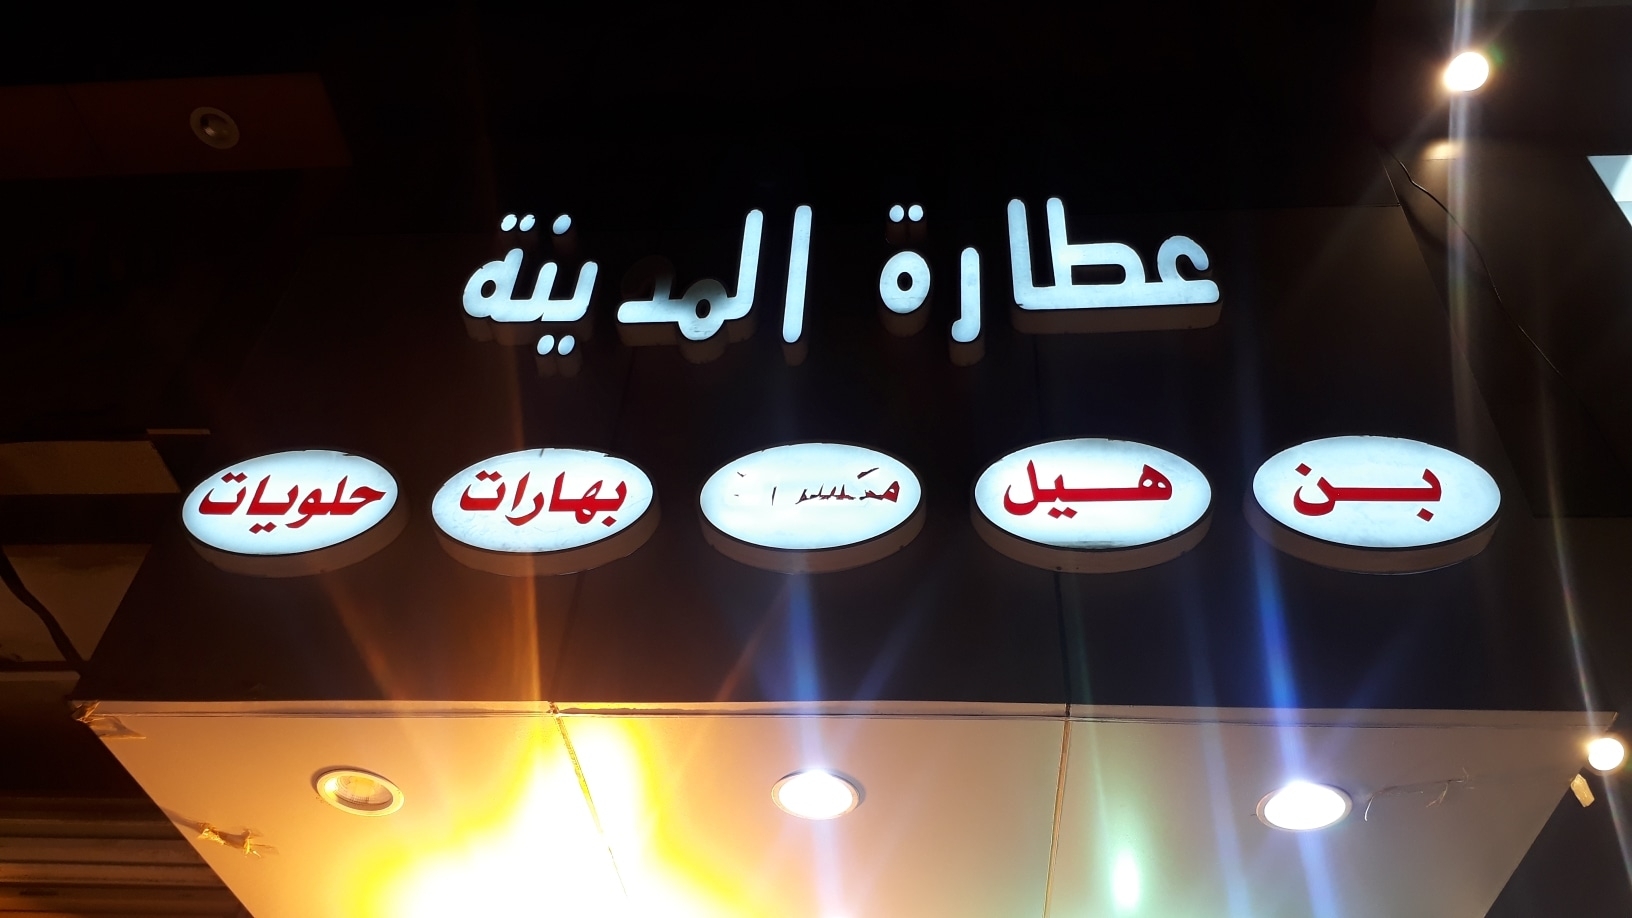 عطارة المدينة
بن هيل بهارات حلويات